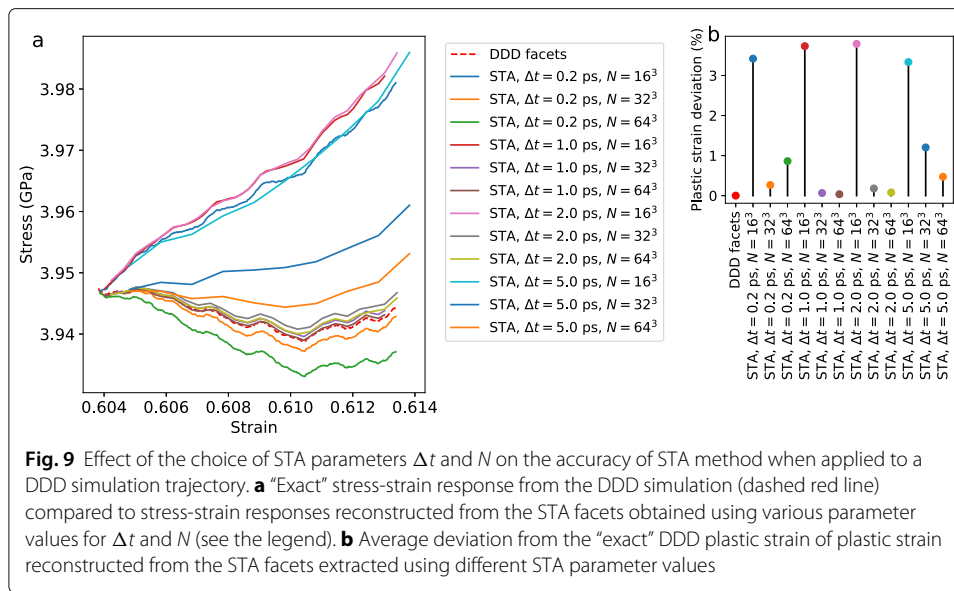 a
3.98
3.97
3.96
3.95
3.94
Stress (GPa)
0.604 0.606 0.608 0.610 0.612 0.614
Strain
DDD facets
STA, Δt = 0.2 ps, N = 16³
STA, Δt = 0.2 ps, N = 32³
STA, Δt = 0.2 ps, N = 64³
STA, Δt = 1.0 ps, N = 16³
STA, Δt = 1.0 ps, N = 32³
STA, Δt = 1.0 ps, N = 64³
STA, Δt = 2.0 ps, N = 16³
STA, Δt = 2.0 ps, N = 32³
STA, Δt = 2.0 ps, N = 64³
STA, Δt = 5.0 ps, N = 16³
STA, Δt = 5.0 ps, N = 32³
STA, Δt = 5.0 ps, N = 64³
b
Plastic strain deviation (%)
3
2
1
0
DDD facets
STA, Δt = 0.2 ps, N = 16³
STA, Δt = 0.2 ps, N = 32³
STA, Δt = 0.2 ps, N = 64³
STA, Δt = 1.0 ps, N = 16³
STA, Δt = 1.0 ps, N = 32³
STA, Δt = 1.0 ps, N = 64³
STA, Δt = 2.0 ps, N = 16³
STA, Δt = 2.0 ps, N = 32³
STA, Δt = 2.0 ps, N = 64³
STA, Δt = 5.0 ps, N = 16³
STA, Δt = 5.0 ps, N = 32³
STA, Δt = 5.0 ps, N = 64³
Fig. 9 Effect of the choice of STA parameters Δt and N on the accuracy of STA method when applied to a
DDD simulation trajectory. a "Exact" stress-strain response from the DDD simulation (dashed red line)
compared to stress-strain responses reconstructed from the STA facets obtained using various parameter
values for Δt and N (see the legend). b Average deviation from the "exact" DDD plastic strain of plastic strain
reconstructed from the STA facets extracted using different STA parameter values